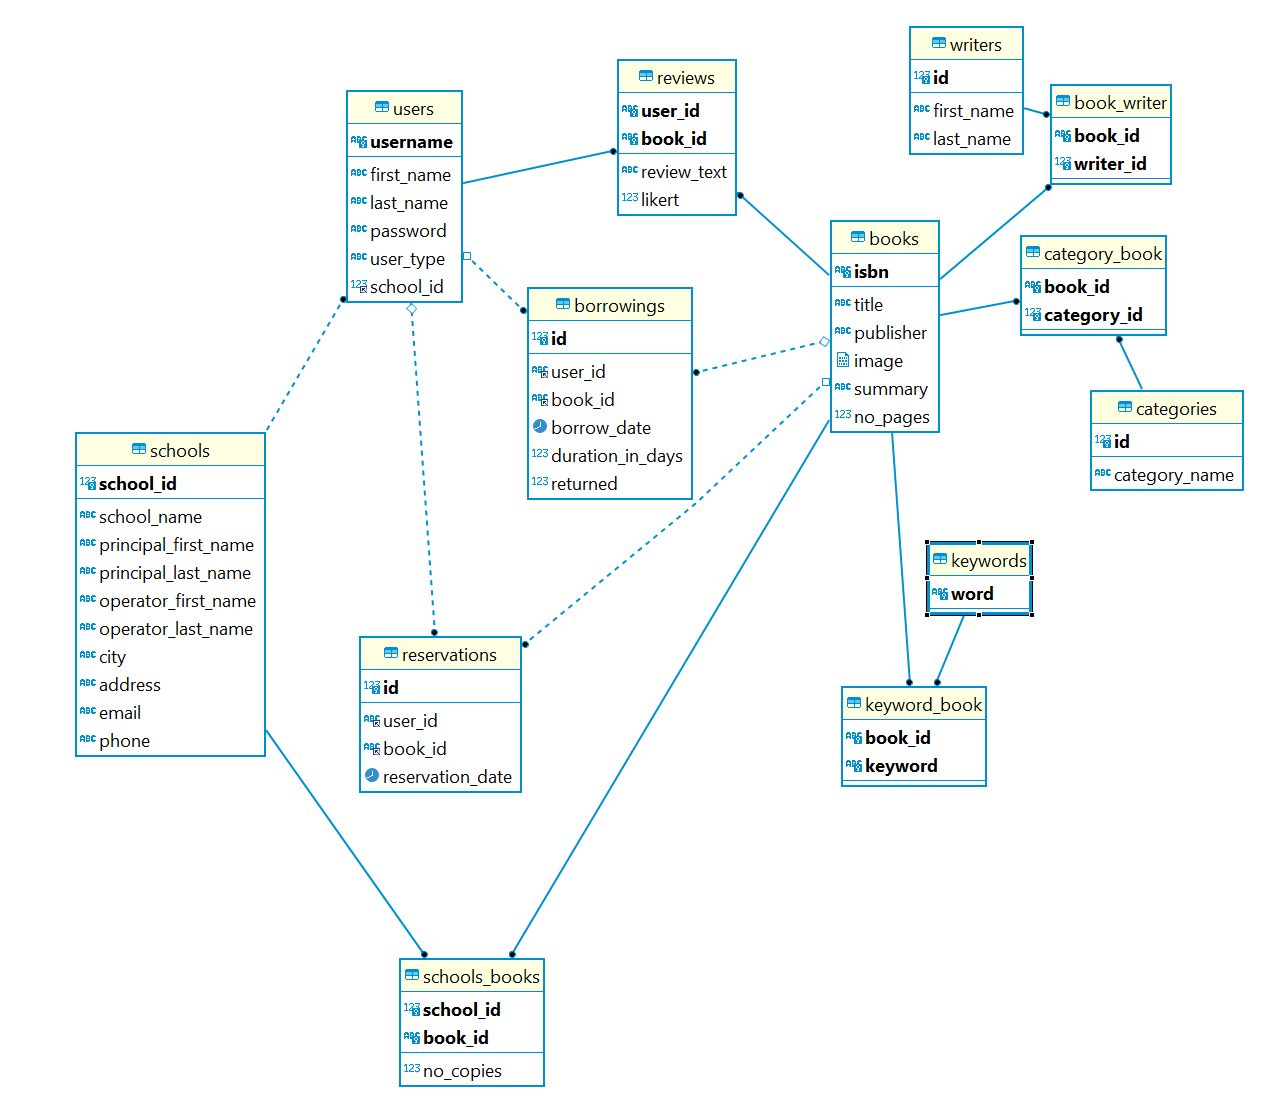 writers
id
first_name
last_name
book_writer
book_id
writer_id
reviews
user_id
book_id
review_text
likert
users
username
first_name
last_name
password
user_type
school_id
books
isbn
title
publisher
image
summary
no_pages
category_book
book_id
category_id
categories
id
category_name
borrowings
id
user_id
book_id
borrow_date
duration_in_days
returned
schools
school_id
school_name
principal_first_name
principal_last_name
operator_first_name
operator_last_name
city
address
email
phone
keywords
word
reservations
id
user_id
book_id
reservation_date
keyword_book
book_id
keyword
schools_books
school_id
book_id
no_copies